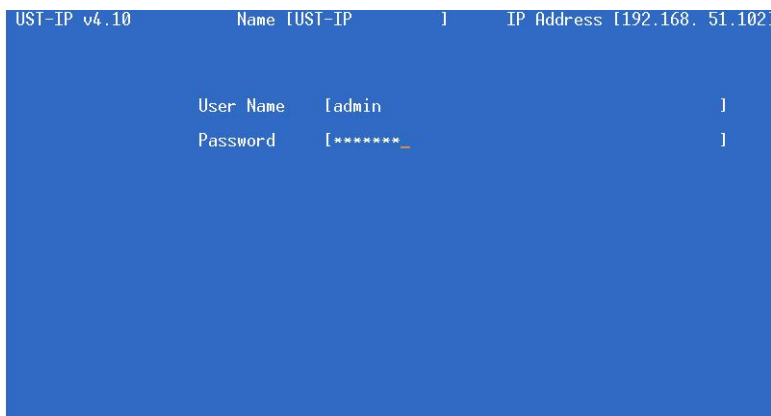 UST-IP v4.10 Name [UST-IP ] IP Address [192.168. 51.102]
User Name [admin ]
Password [*******_ ]